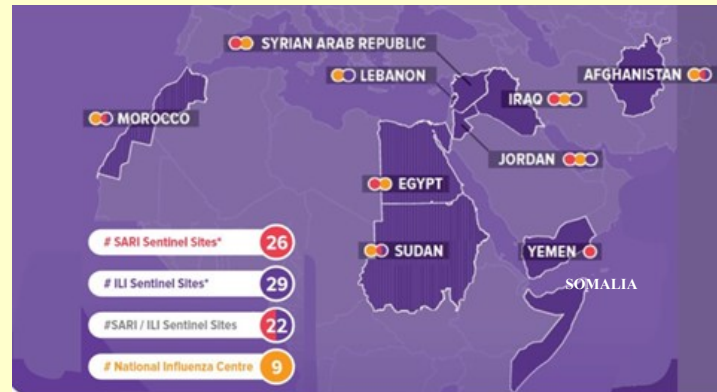 SYRIAN ARAB REPUBLIC
LEBANON
AFGHANISTAN
IRAQ
MOROCCO
JORDAN
EGYPT
# SARI Sentinel Sites* 26
SUDAN
YEMEN
# ILI Sentinel Sites* 29
SOMALIA
#SARI / ILI Sentinel Sites 22
# National Influenza Centre 9